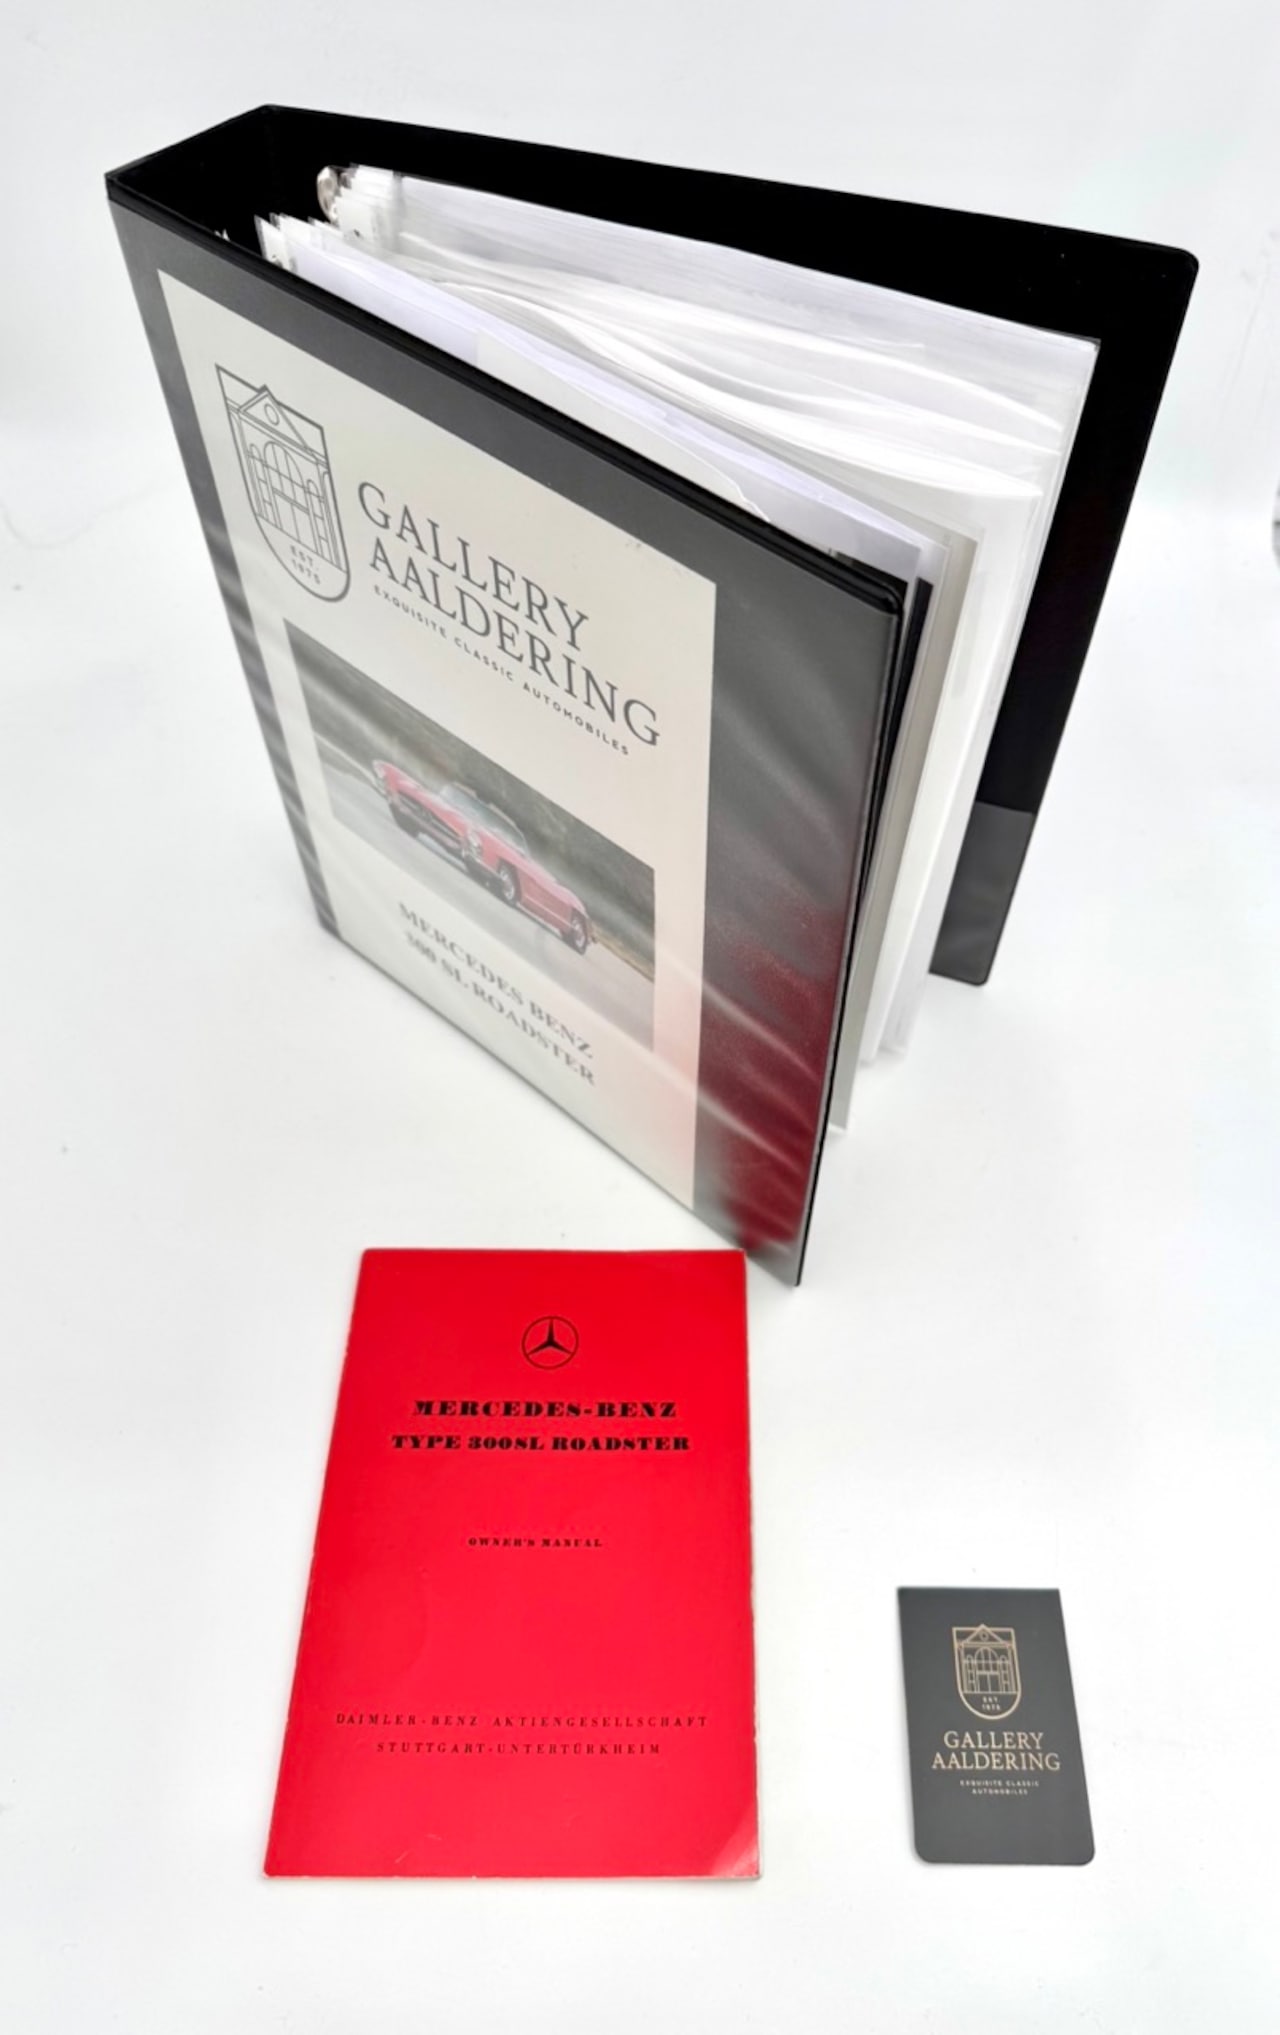 EST.
1975
GALLERY
AALDERING
EXQUISITE CLASSIC AUTOMOBILES
MERCEDES BENZ
300 SL ROADSTER
MERCEDES-BENZ
TYPE 300SL ROADSTER
OWNER'S MANUAL
DAIMLER-BENZ AKTIENGESELLSCHAFT
STUTTGART-UNTERTÜRKHEIM
EST.
1975
GALLERY
AALDERING
EXQUISITE CLASSIC
AUTOMOBILES